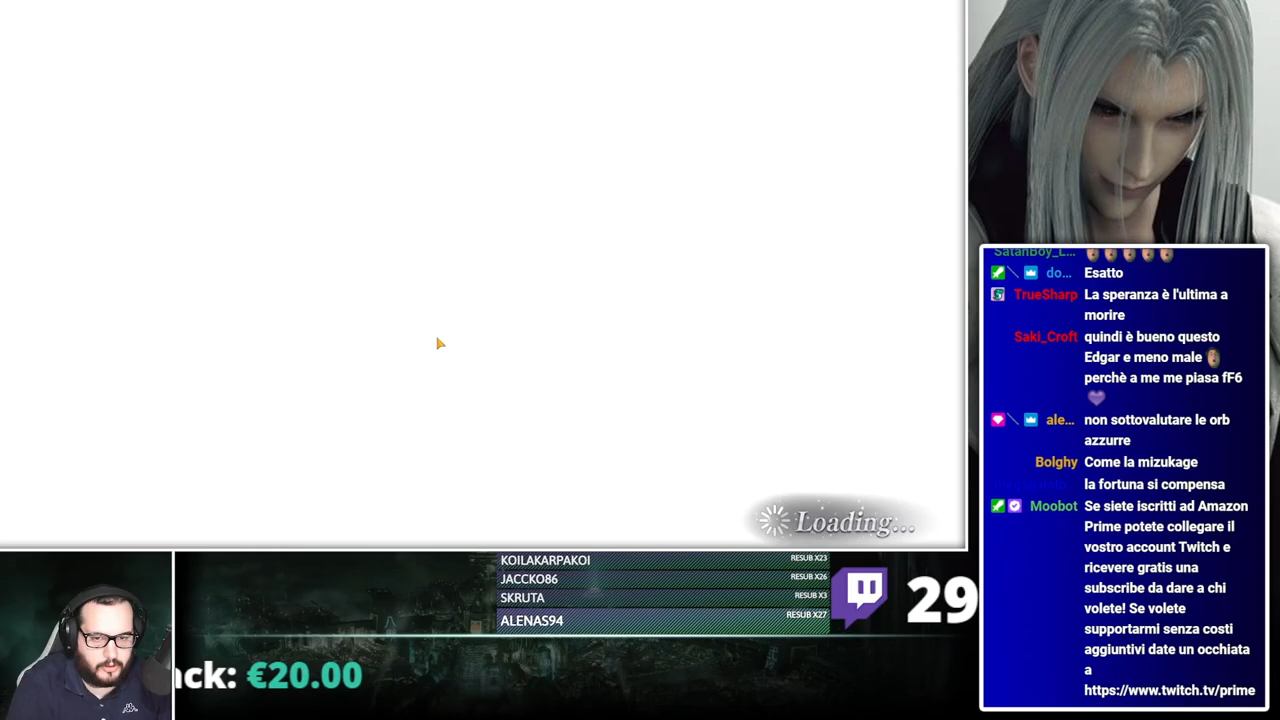 Loading...
SatanBoy_L...
do... Esatto
TrueSharp La speranza è l'ultima a
morire
Saki_Croft quindi è bueno questo
Edgar e meno male
perchè a me me piasa fF6
ale... non sottovalutare le orb
azzurre
Bolghy Come la mizukage
la fortuna si compensa
Moobot Se siete iscritti ad Amazon
Prime potete collegare il
vostro account Twitch e
ricevere gratis una
subscribe da dare a chi
volete! Se volete
supportarmi senza costi
aggiuntivi date un occhiata
a
https://www.twitch.tv/prime
KOILAKARPAKOI RESUB X23
JACCKO86 RESUB X26
SKRUTA RESUB X3
ALENAS94 RESUB X27
29
ck: €20.00